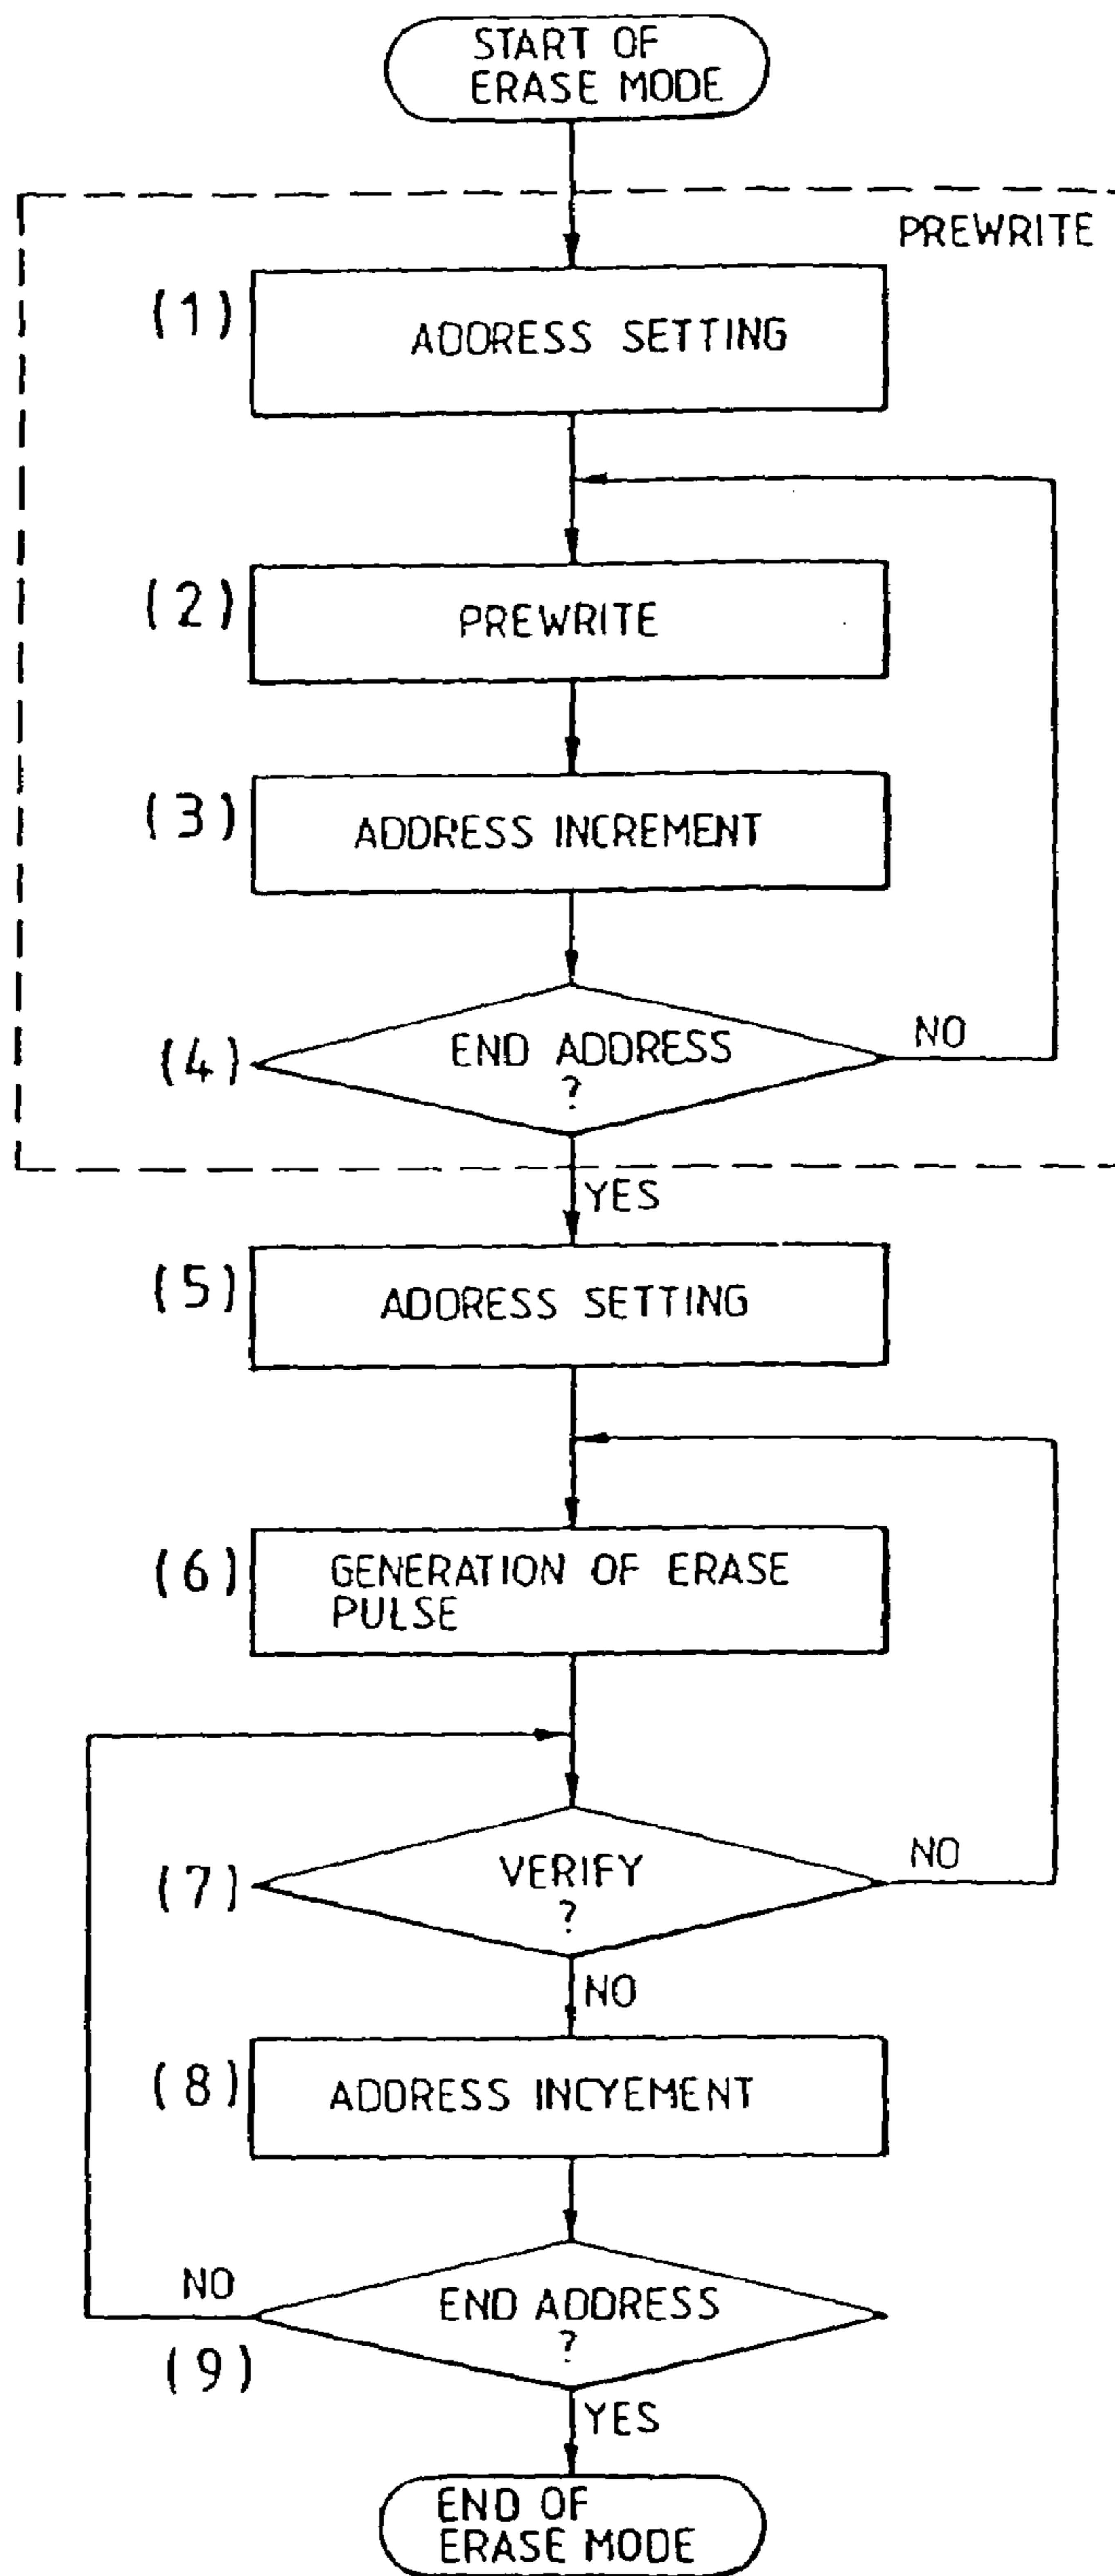 START OF
ERASE MODE
PREWRITE
(1)
ADDRESS SETTING
(2)
PREWRITE
(3)
ADDRESS INCREMENT
(4)
END ADDRESS
?
NO
YES
(5)
ADDRESS SETTING
(6)
GENERATION OF ERASE
PULSE
(7)
VERIFY
?
NO
NO
(8)
ADDRESS INCYEMENT
NO
END ADDRESS
?
(9)
YES
END OF
ERASE MODE